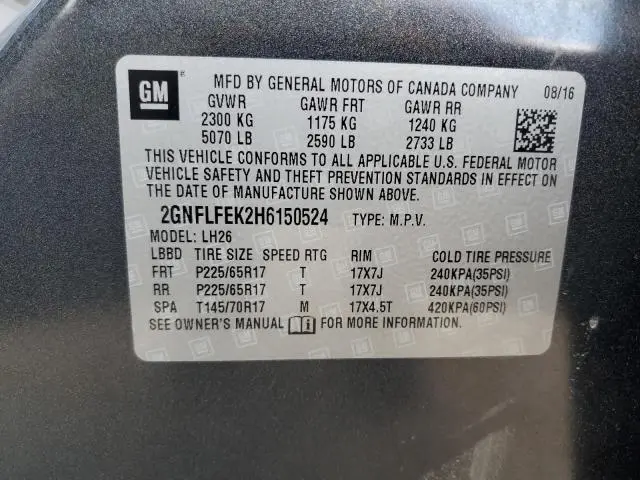 GM
MFD BY GENERAL MOTORS OF CANADA COMPANY 08/16
GVWR GAWR FRT GAWR RR
2300 KG 1175 KG 1240 KG
5070 LB 2590 LB 2733 LB
THIS VEHICLE CONFORMS TO ALL APPLICABLE U.S. FEDERAL MOTOR
VEHICLE SAFETY AND THEFT PREVENTION STANDARDS IN EFFECT ON
THE DATE OF MANUFACTURE SHOWN ABOVE.
2GNFLFEK2H6150524 TYPE: M.P.V.
MODEL: LH26
LBBD TIRE SIZE SPEED RTG RIM COLD TIRE PRESSURE
FRT P225/65R17 T 17X7J 240KPA(35PSI)
RR P225/65R17 T 17X7J 240KPA(35PSI)
SPA T145/70R17 M 17X4.5T 420KPA(60PSI)
SEE OWNER'S MANUAL FOR MORE INFORMATION.